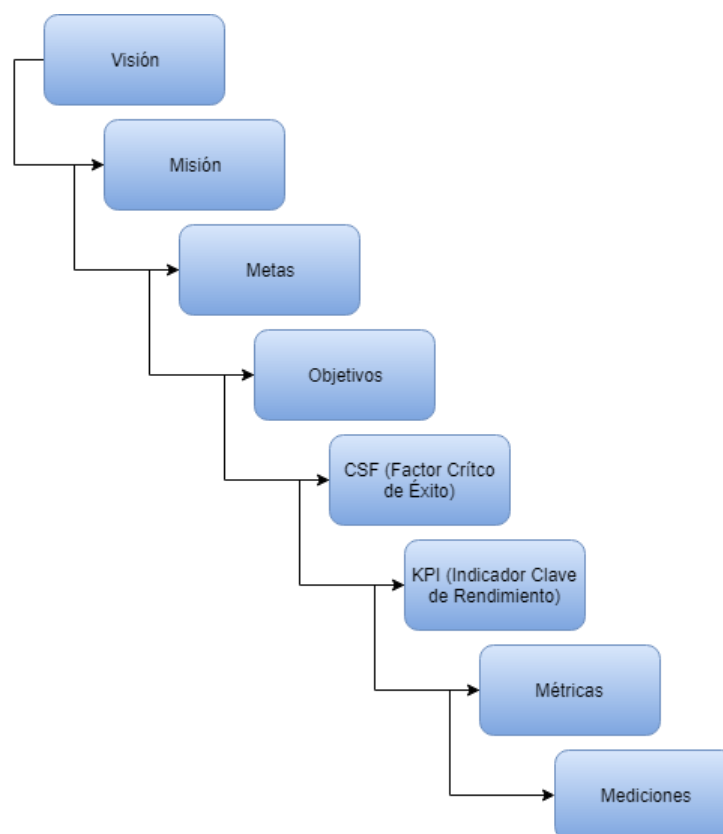 Visión
Misión
Metas
Objetivos
CSF (Factor Crítco
de Éxito)
KPI (Indicador Clave
de Rendimiento)
Métricas
Mediciones